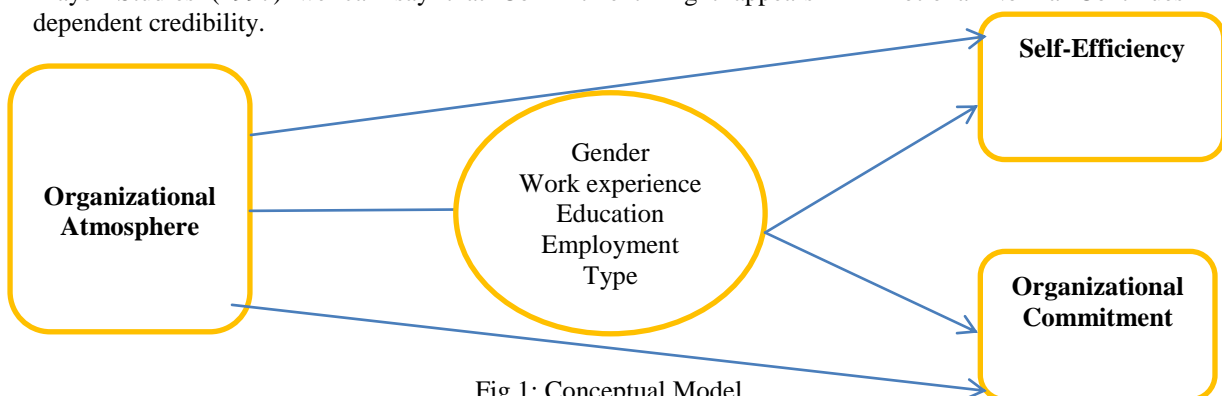 dependent credibility.
Self-Efficiency
Gender
Work experience
Education
Employment
Type
Organizational
Atmosphere
Organizational
Commitment
Fig 1: Conceptual Model